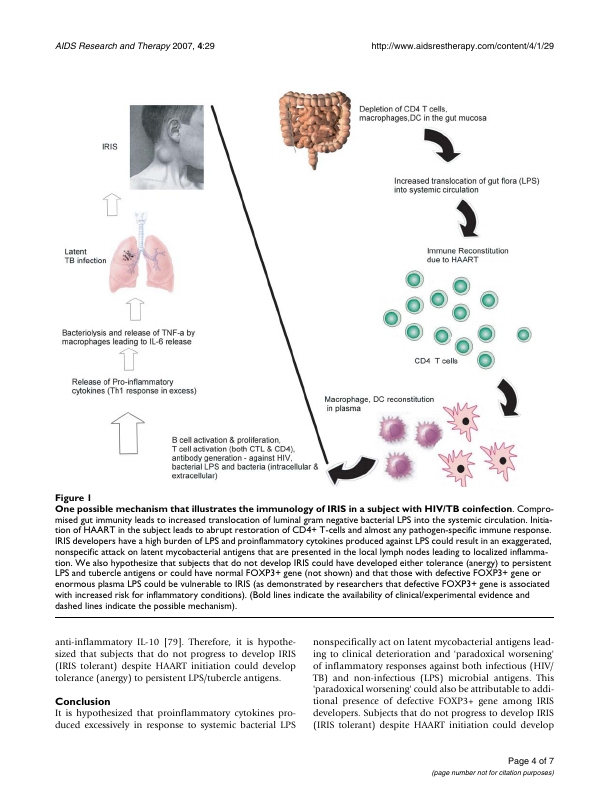 AIDS Research and Therapy 2007, 4:29
http://www.aidsrestherapy.com/content/4/1/29
Depletion of CD4 T cells,
macrophages,DC in the gut mucosa
Increased translocation of gut flora (LPS)
into systemic circulation
Immune Reconstitution
due to HAART
CD4 T cells
Macrophage, DC reconstitution
in plasma
B cell activation & proliferation,
T cell activation (both CTL & CD4),
antibody generation - against HIV,
bacterial LPS and bacteria (intracellular &
extracellular)
Release of Pro-inflammatory
cytokines (Th1 response in excess)
Bacteriolysis and release of TNF-a by
macrophages leading to IL-6 release
Latent
TB infection
IRIS
Figure 1
One possible mechanism that illustrates the immunology of IRIS in a subject with HIV/TB coinfection. Compro-
mised gut immunity leads to increased translocation of luminal gram negative bacterial LPS into the systemic circulation. Initia-
tion of HAART in the subject leads to abrupt restoration of CD4+ T-cells and almost any pathogen-specific immune response.
IRIS developers have a high burden of LPS and proinflammatory cytokines produced against LPS could result in an exaggerated,
nonspecific attack on latent mycobacterial antigens that are presented in the local lymph nodes leading to localized inflamma-
tion. We also hypothesize that subjects that do not develop IRIS could have developed either tolerance (anergy) to persistent
LPS and tubercle antigens or could have normal FOXP3+ gene (not shown) and that those with defective FOXP3+ gene or
enormous plasma LPS could be vulnerable to IRIS (as demonstrated by researchers that defective FOXP3+ gene is associated
with increased risk for inflammatory conditions). (Bold lines indicate the availability of clinical/experimental evidence and
dashed lines indicate the possible mechanism).
anti-inflammatory IL-10 [79]. Therefore, it is hypothe-
sized that subjects that do not progress to develop IRIS
(IRIS tolerant) despite HAART initiation could develop
tolerance (anergy) to persistent LPS/tubercle antigens.
Conclusion
It is hypothesized that proinflammatory cytokines pro-
duced excessively in response to systemic bacterial LPS
nonspecifically act on latent mycobacterial antigens lead-
ing to clinical deterioration and 'paradoxical worsening'
of inflammatory responses against both infectious (HIV/
TB) and non-infectious (LPS) microbial antigens. This
'paradoxical worsening' could also be attributable to addi-
tional presence of defective FOXP3+ gene among IRIS
developers. Subjects that do not progress to develop IRIS
(IRIS tolerant) despite HAART initiation could develop
Page 4 of 7
(page number not for citation purposes)